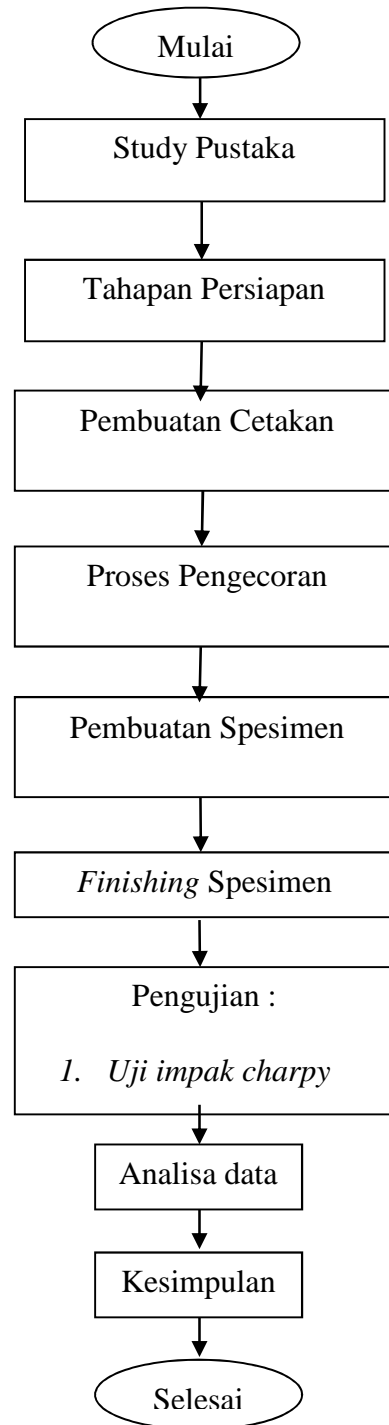 Mulai
Study Pustaka
Tahapan Persiapan
Pembuatan Cetakan
Proses Pengecoran
Pembuatan Spesimen
Finishing Spesimen
Pengujian :
1. Uji impak charpy
Analisa data
Kesimpulan
Selesai